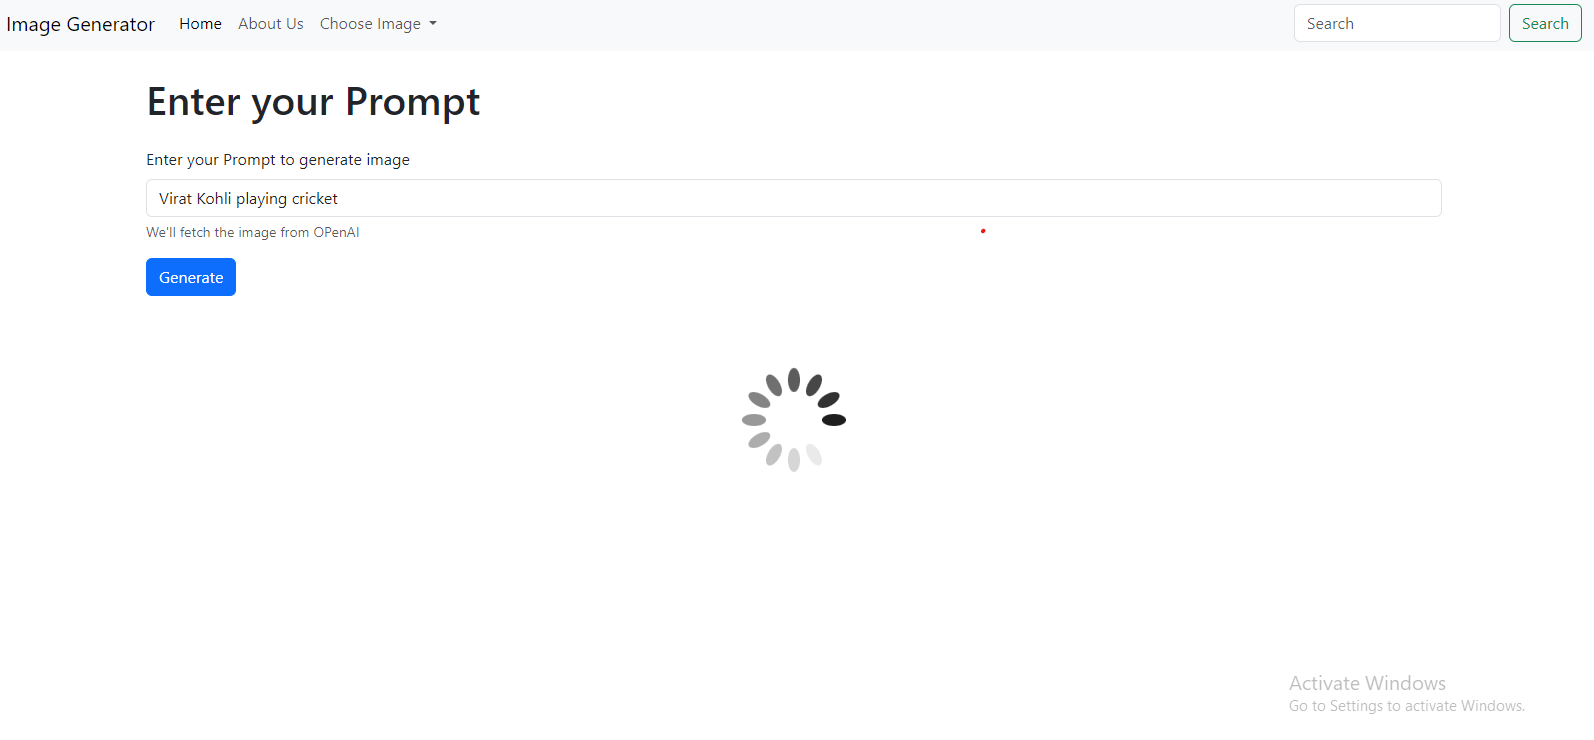 Image Generator Home About Us Choose Image Search Search
Enter your Prompt
Enter your Prompt to generate image
Virat Kohli playing cricket
We'll fetch the image from OPenAI
Generate
Activate Windows
Go to Settings to activate Windows.